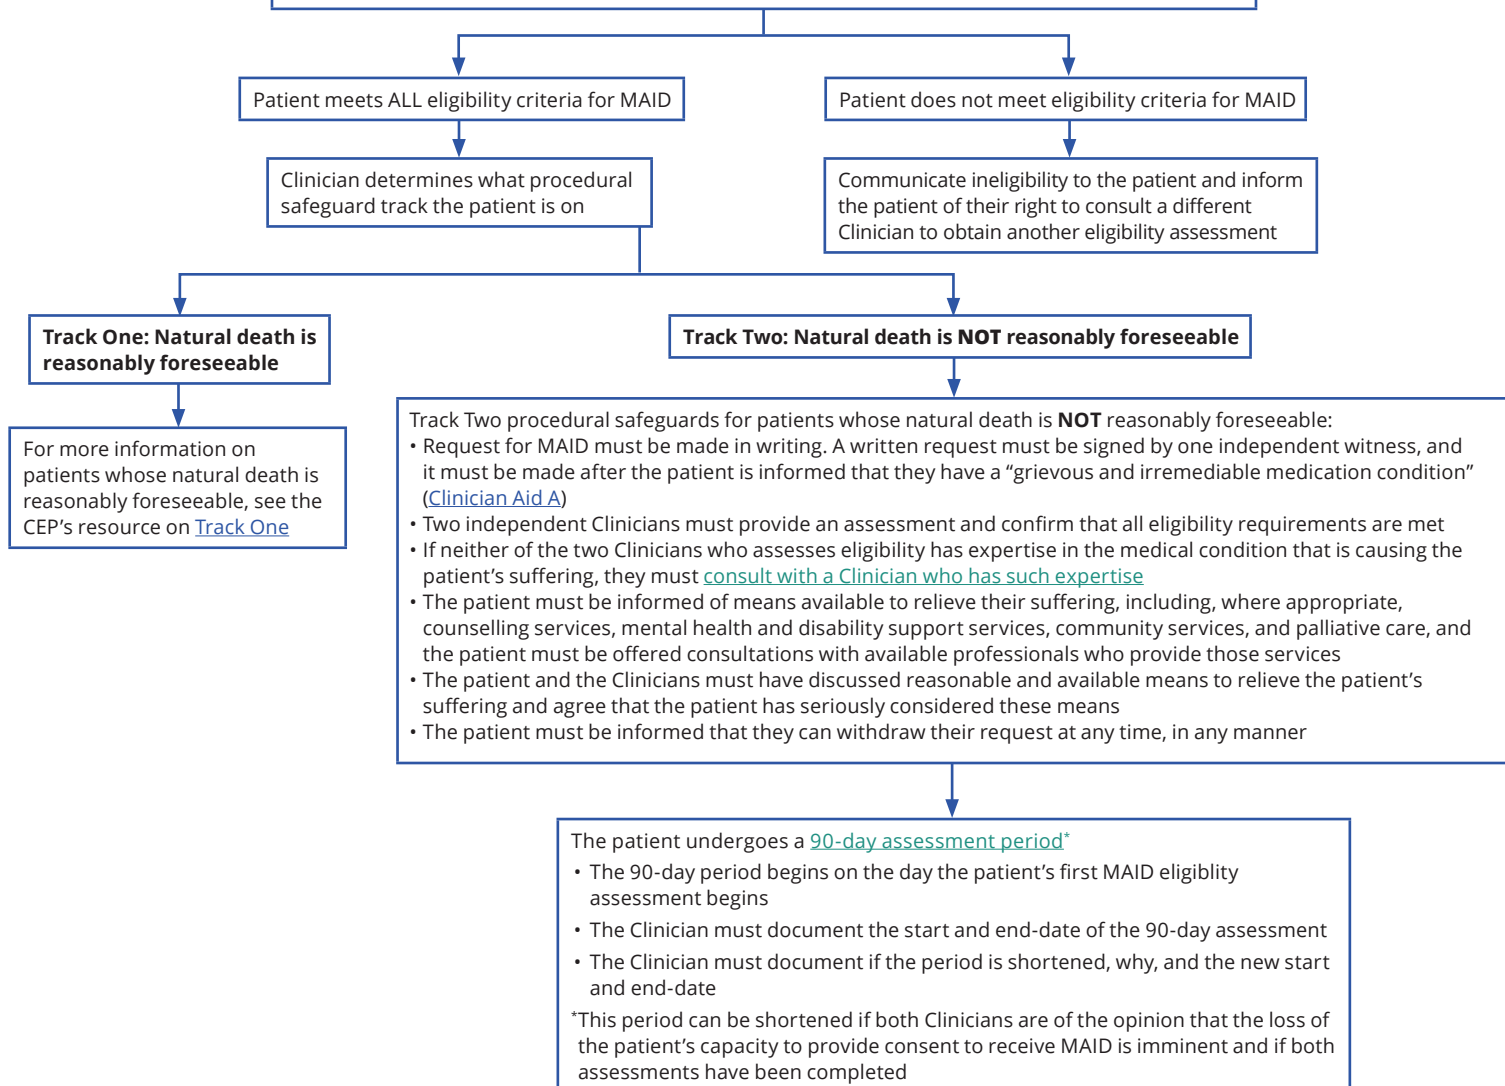 Patient meets ALL eligibility criteria for MAID
Patient does not meet eligibility criteria for MAID
Clinician determines what procedural
safeguard track the patient is on
Communicate ineligibility to the patient and inform
the patient of their right to consult a different
Clinician to obtain another eligibility assessment
Track One: Natural death is
reasonably foreseeable
Track Two: Natural death is NOT reasonably foreseeable
For more information on
patients whose natural death is
reasonably foreseeable, see the
CEP’s resource on Track One
Track Two procedural safeguards for patients whose natural death is NOT reasonably foreseeable:
• Request for MAID must be made in writing. A written request must be signed by one independent witness, and
it must be made after the patient is informed that they have a “grievous and irremediable medication condition”
(Clinician Aid A)
• Two independent Clinicians must provide an assessment and confirm that all eligibility requirements are met
• If neither of the two Clinicians who assesses eligibility has expertise in the medical condition that is causing the
patient’s suffering, they must consult with a Clinician who has such expertise
• The patient must be informed of means available to relieve their suffering, including, where appropriate,
counselling services, mental health and disability support services, community services, and palliative care, and
the patient must be offered consultations with available professionals who provide those services
• The patient and the Clinicians must have discussed reasonable and available means to relieve the patient’s
suffering and agree that the patient has seriously considered these means
• The patient must be informed that they can withdraw their request at any time, in any manner
The patient undergoes a 90-day assessment period*
• The 90-day period begins on the day the patient’s first MAID eligiblity
assessment begins
• The Clinician must document the start and end-date of the 90-day assessment
• The Clinician must document if the period is shortened, why, and the new start
and end-date
*This period can be shortened if both Clinicians are of the opinion that the loss of
the patient’s capacity to provide consent to receive MAID is imminent and if both
assessments have been completed